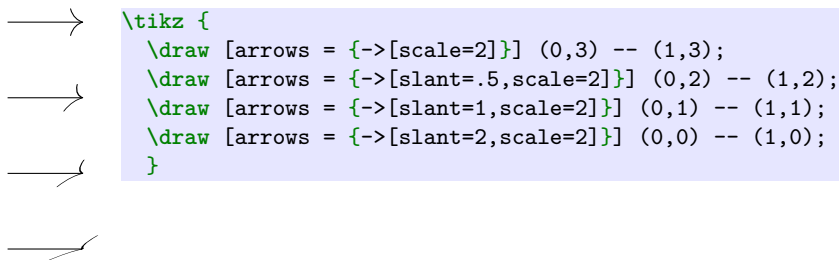 \tikz {
\draw [arrows = {->[scale=2]}] (0,3) -- (1,3);
\draw [arrows = {->[slant=.5,scale=2]}] (0,2) -- (1,2);
\draw [arrows = {->[slant=1,scale=2]}] (0,1) -- (1,1);
\draw [arrows = {->[slant=2,scale=2]}] (0,0) -- (1,0);
}